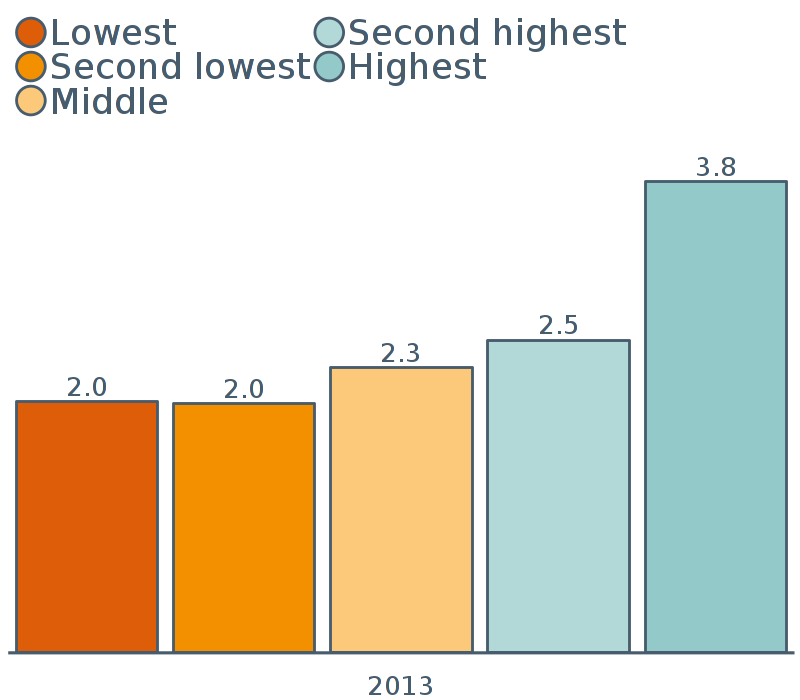 Lowest
Second lowest
Middle
Second highest
Highest
2.0
2.0
2.3
2.5
3.8
2013